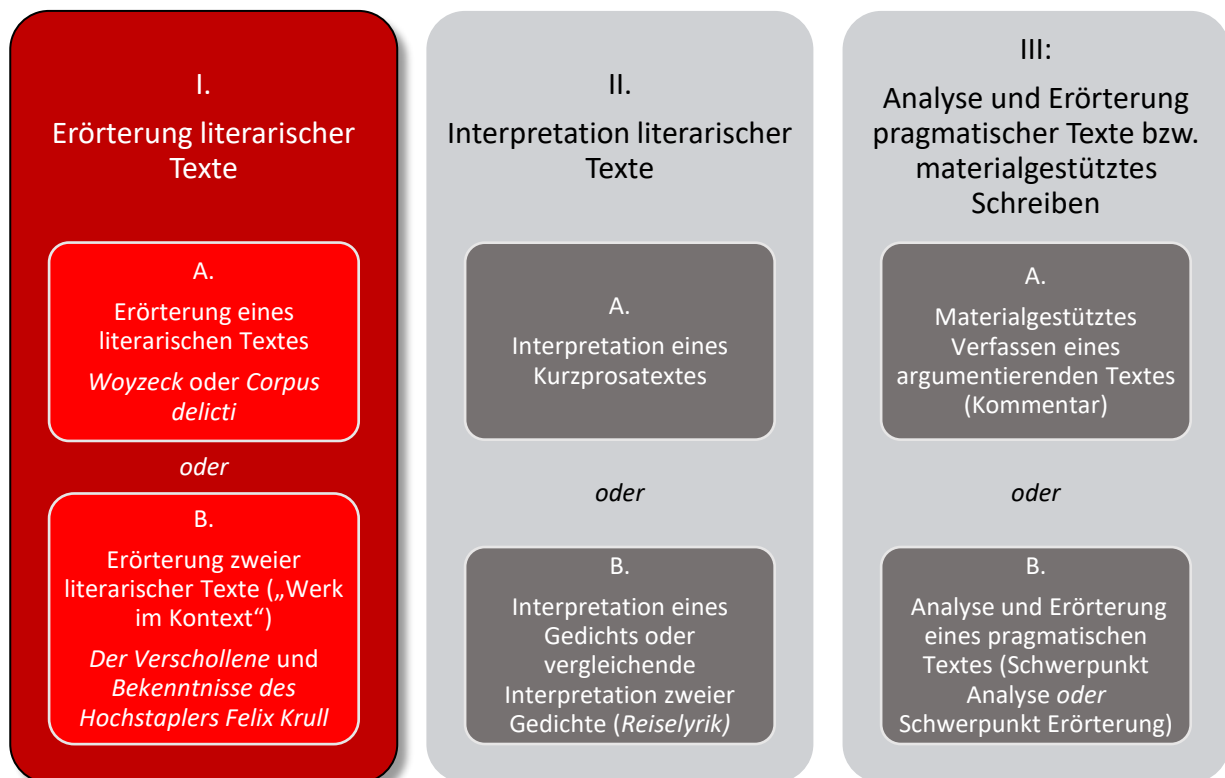 I.
Erörterung literarischer
Texte
A.
Erörterung eines
literarischen Textes
Woyzeck oder Corpus
delicti
oder
B.
Erörterung zweier
literarischer Texte („Werk
im Kontext“)
Der Verschollene und
Bekenntnisse des
Hochstaplers Felix Krull
II.
Interpretation literarischer
Texte
A.
Interpretation eines
Kurzprosatextes
oder
B.
Interpretation eines
Gedichts oder
vergleichende
Interpretation zweier
Gedichte (Reiselyrik)
III:
Analyse und Erörterung
pragmatischer Texte bzw.
materialgestütztes
Schreiben
A.
Materialgestütztes
Verfassen eines
argumentierenden Textes
(Kommentar)
oder
B.
Analyse und Erörterung
eines pragmatischen
Textes (Schwerpunkt
Analyse oder
Schwerpunkt Erörterung)